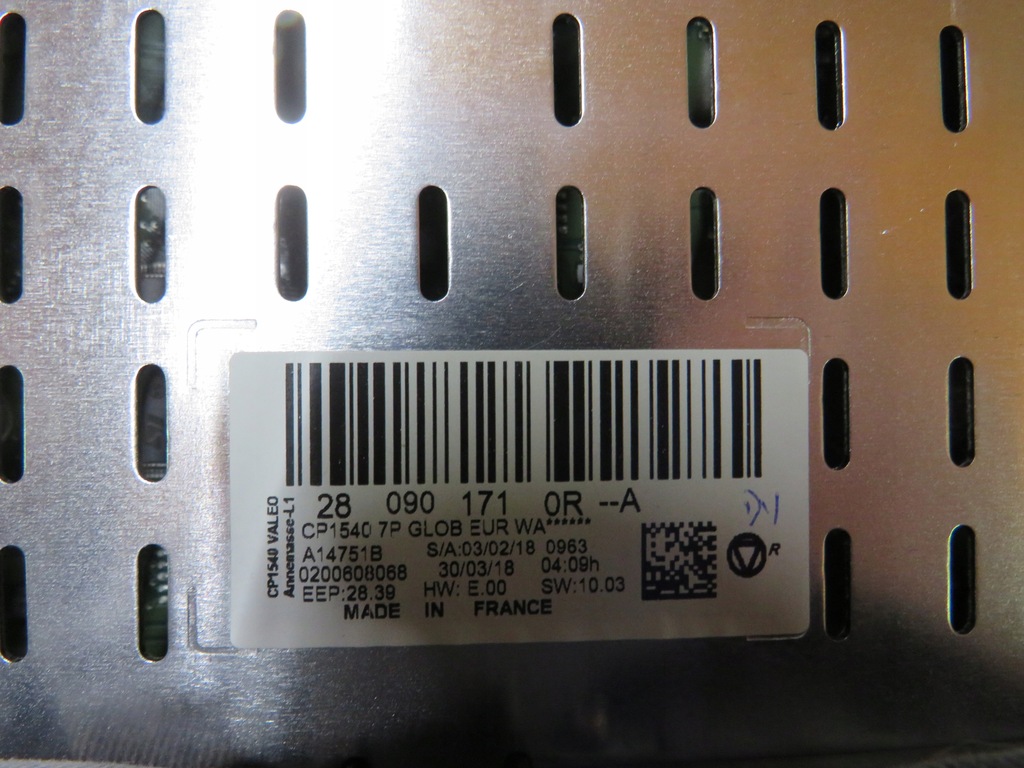 CP1540 VALEO
Annemasse-L1
28 090 171 0R --A
CP1540 7P GLOB EUR WA******
A14751B S/A:03/02/18 0963
0200608068 30/03/18 04:09h
EEP:28.39 HW: E.00 SW:10.03
MADE IN FRANCE
R